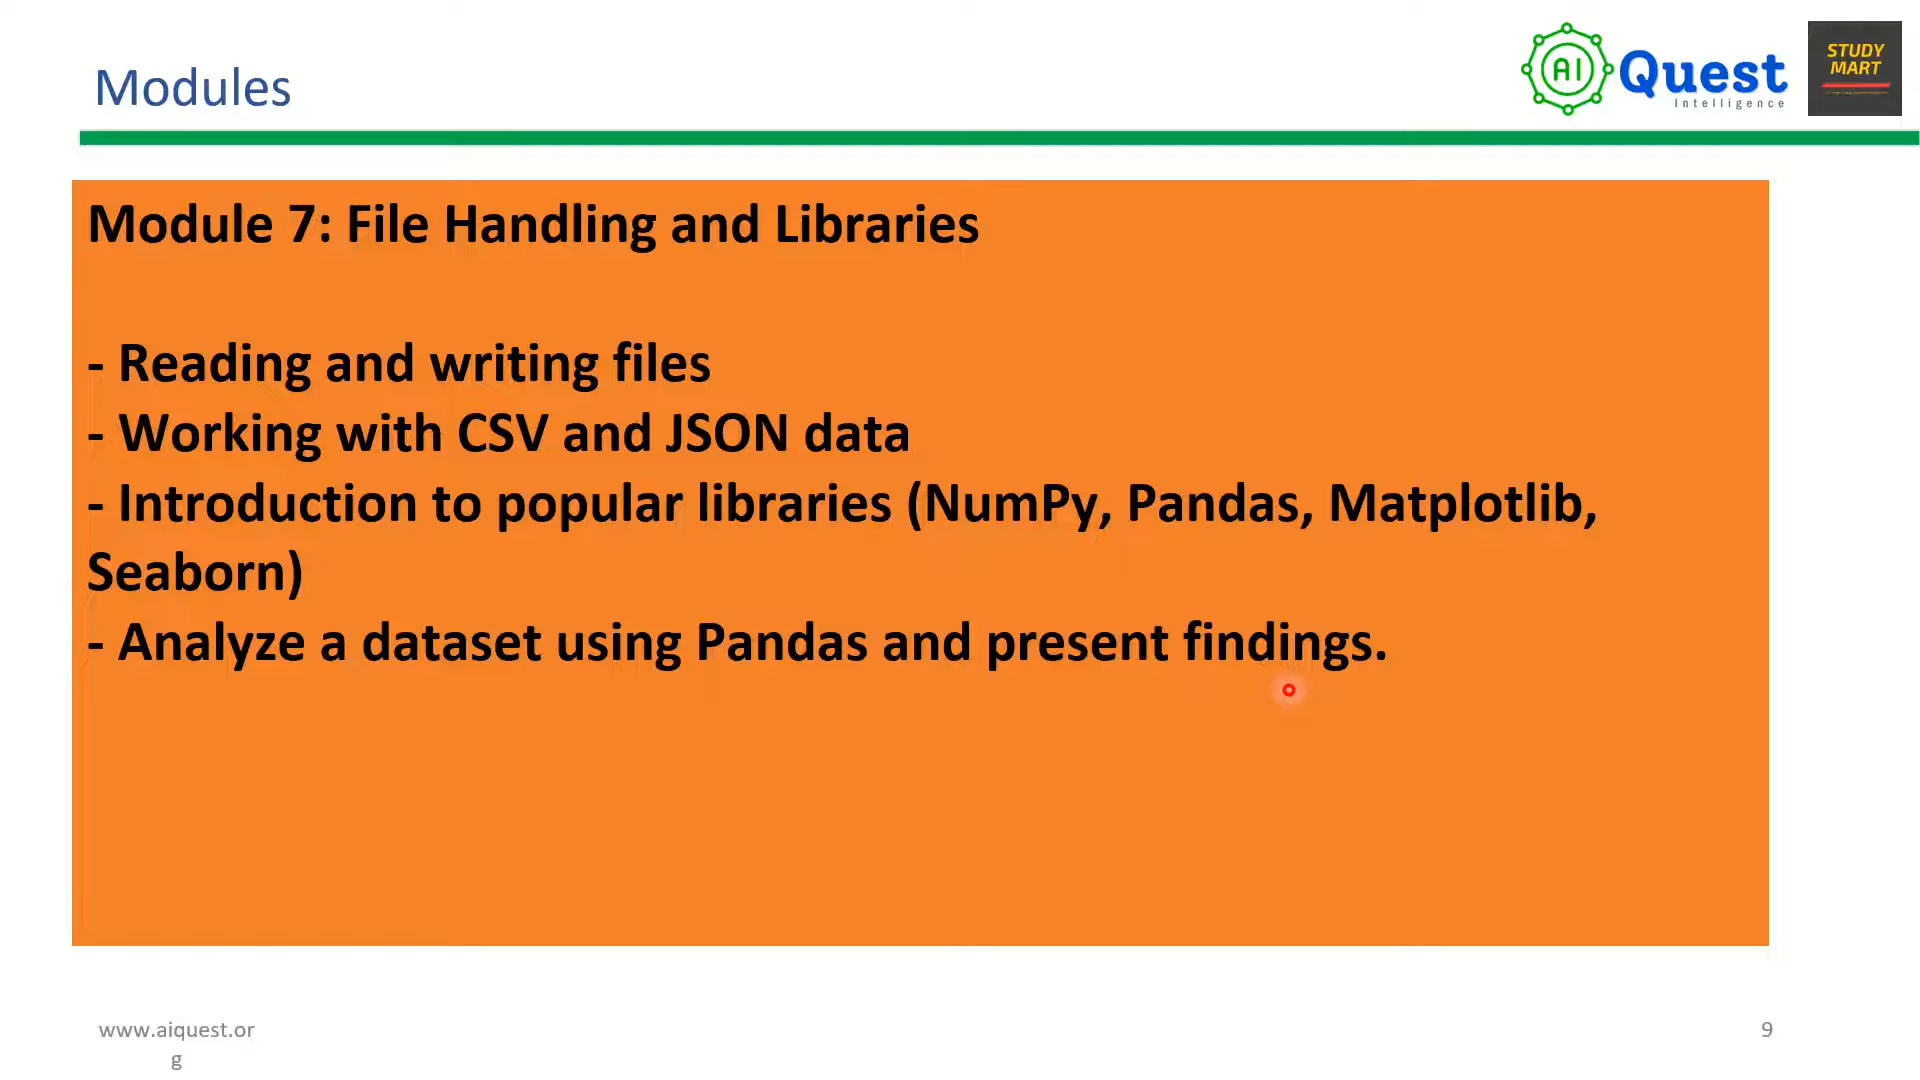 Modules
AI Quest
Intelligence
STUDY
MART
Module 7: File Handling and Libraries
- Reading and writing files
- Working with CSV and JSON data
- Introduction to popular libraries (NumPy, Pandas, Matplotlib,
Seaborn)
- Analyze a dataset using Pandas and present findings.
www.aiquest.or
g
9